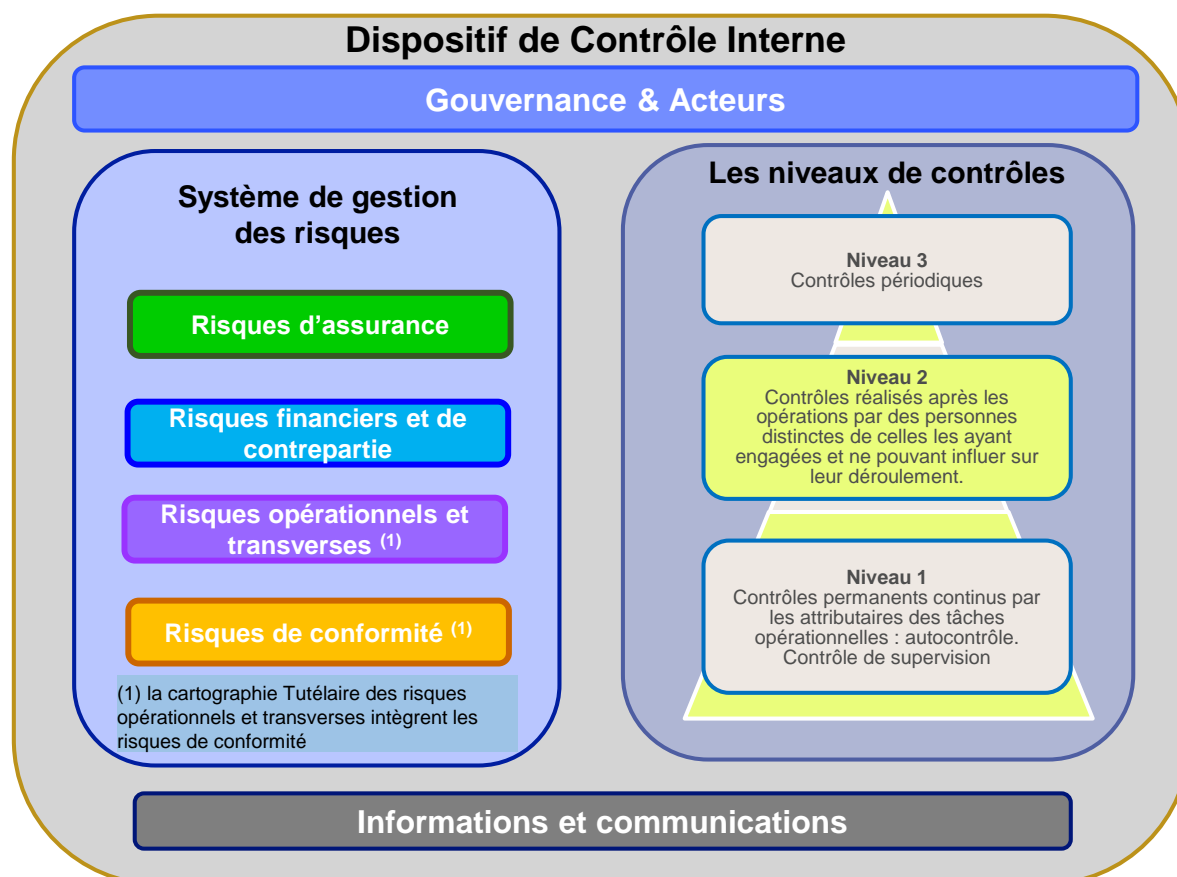 Dispositif de Contrôle Interne
Gouvernance & Acteurs
Système de gestion
des risques
Risques d’assurance
Risques financiers et de
contrepartie
Risques opérationnels et
transverses (1)
Risques de conformité (1)
(1) la cartographie Tutélaire des risques
opérationnels et transverses intègrent les
risques de conformité
Les niveaux de contrôles
Niveau 3
Contrôles périodiques
Niveau 2
Contrôles réalisés après les
opérations par des personnes
distinctes de celles les ayant
engagées et ne pouvant influer sur
leur déroulement.
Niveau 1
Contrôles permanents continus par
les attributaires des tâches
opérationnelles : autocontrôle.
Contrôle de supervision
Informations et communications